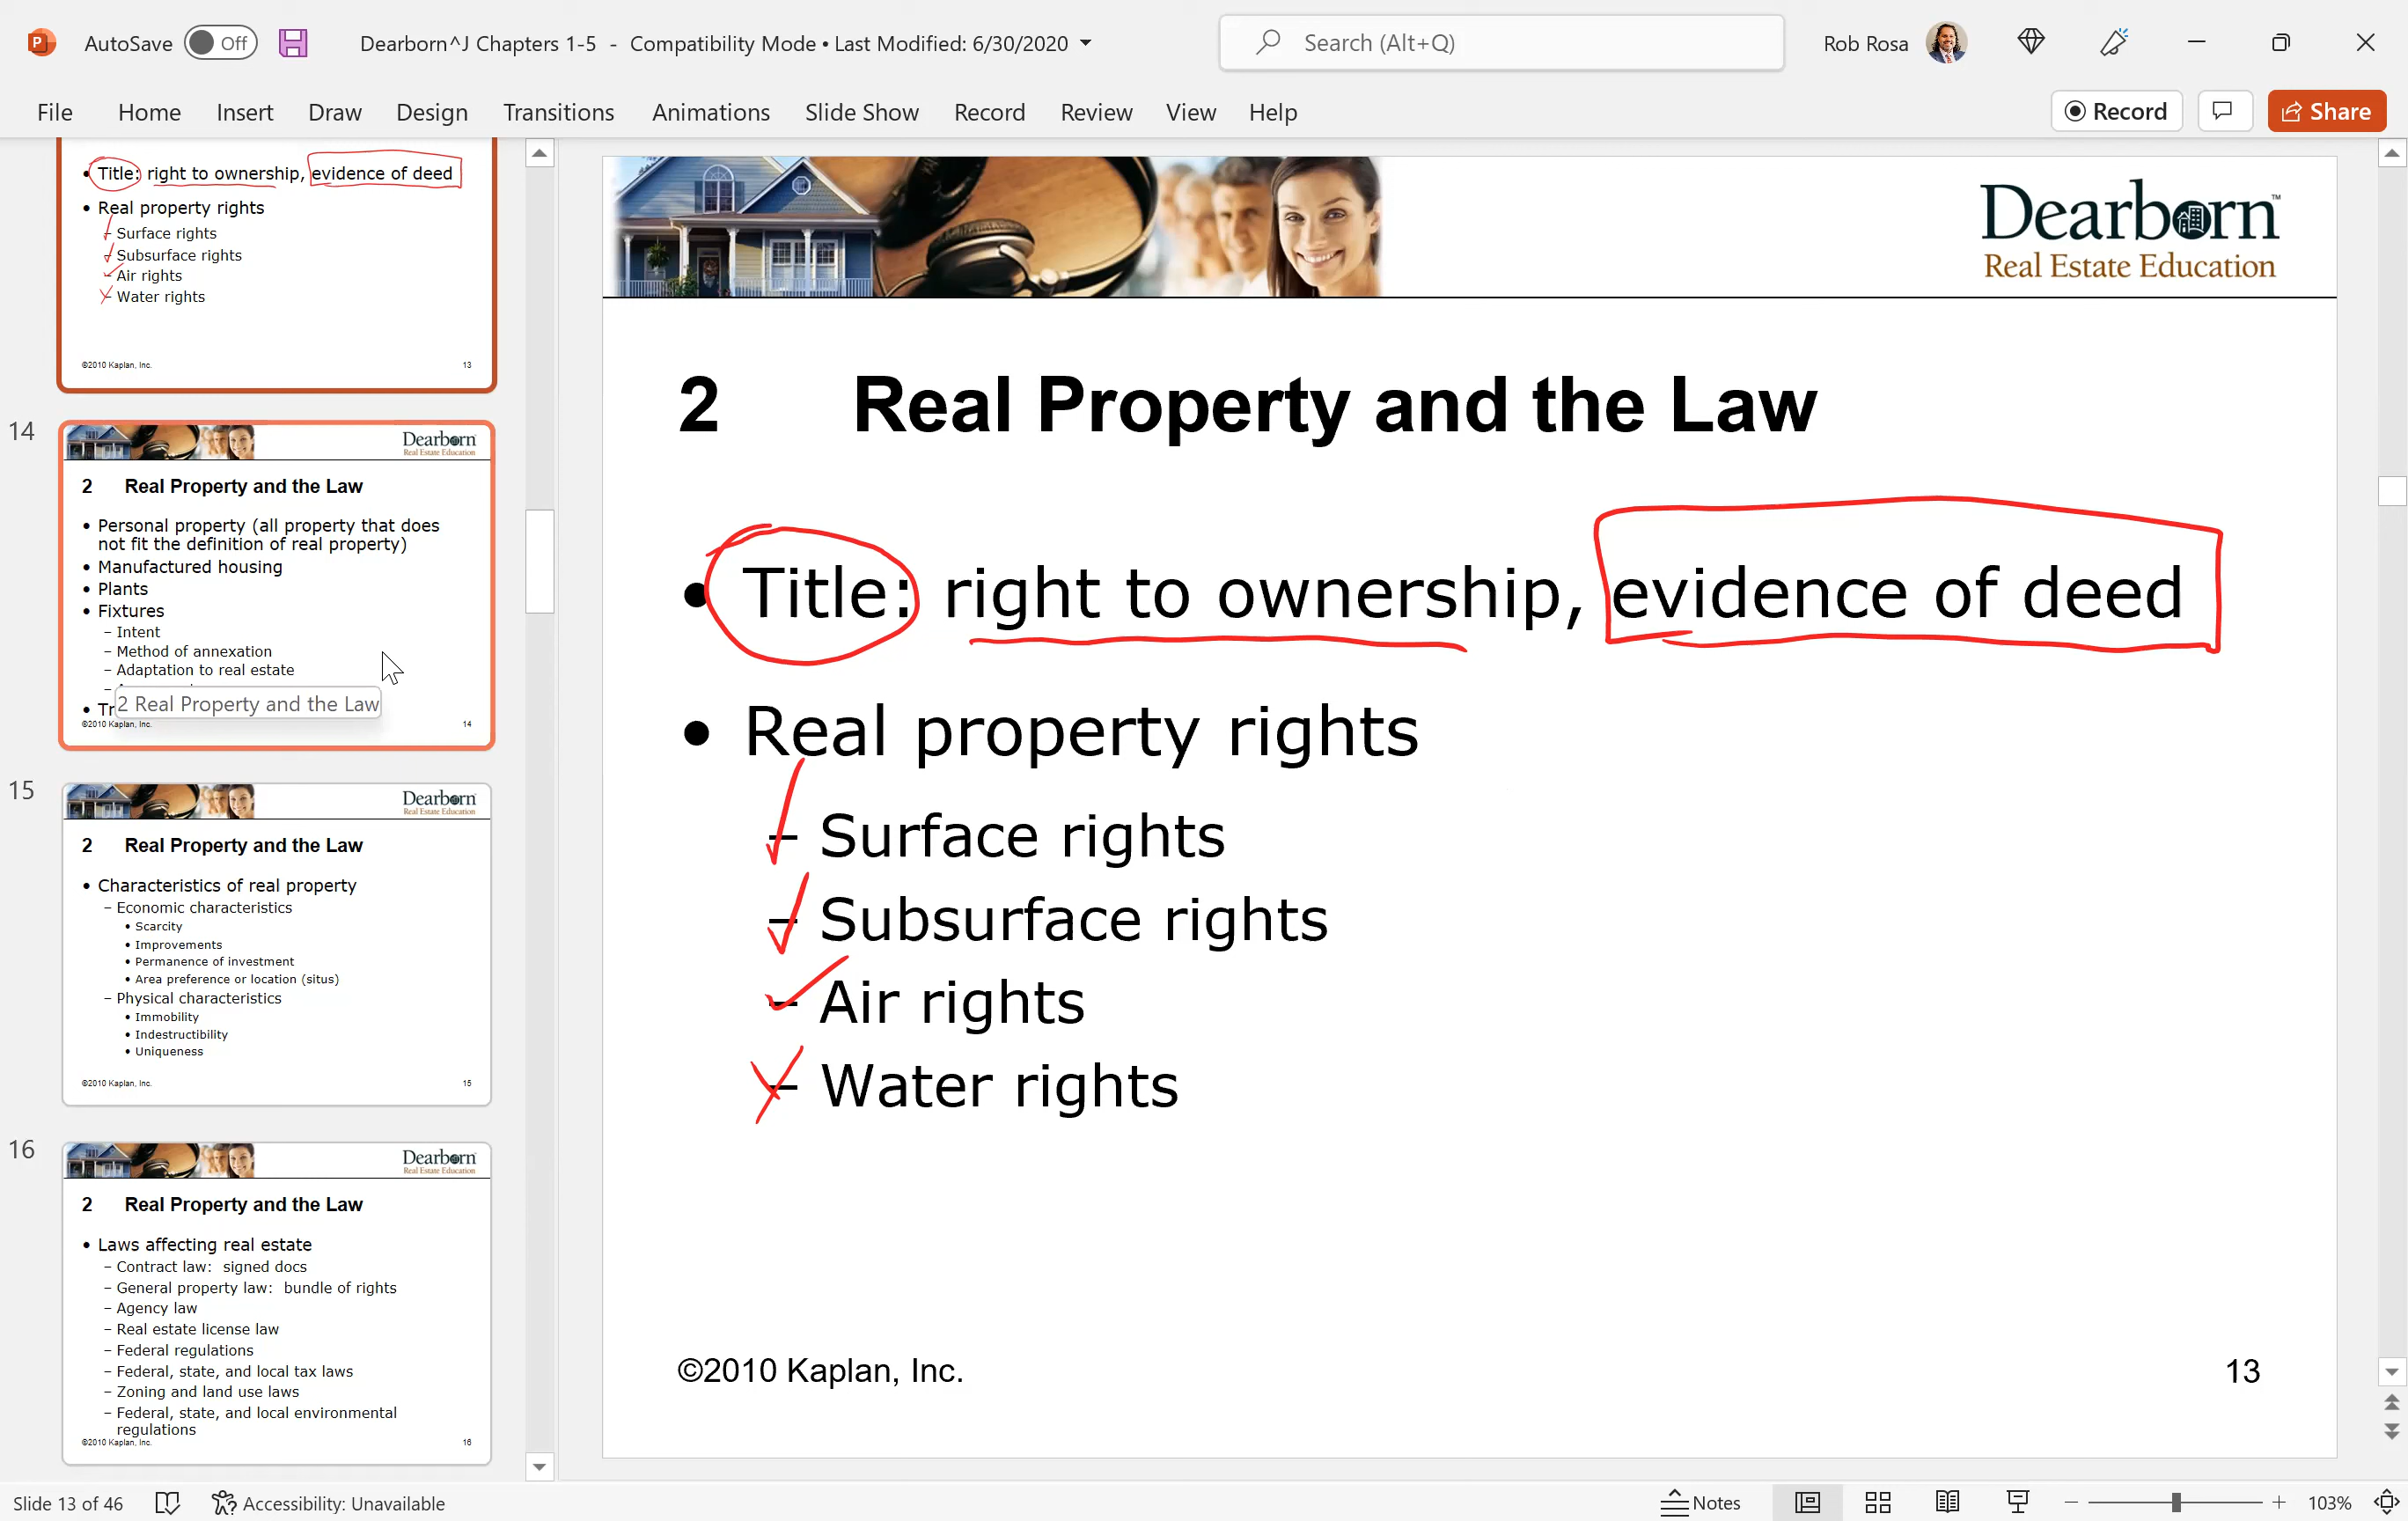 AutoSave Off Dearborn^J Chapters 1-5 - Compatibility Mode • Last Modified: 6/30/2020 Search (Alt+Q) Rob Rosa
File Home Insert Draw Design Transitions Animations Slide Show Record Review View Help Record Share
• Title: right to ownership, evidence of deed
• Real property rights
– Surface rights
– Subsurface rights
– Air rights
– Water rights
©2010 Kaplan, Inc. 13
14
Dearborn
Real Estate Education
2 Real Property and the Law
• Personal property (all property that does
not fit the definition of real property)
• Manufactured housing
• Plants
• Fixtures
– Intent
– Method of annexation
– Adaptation to real estate
2 Real Property and the Law
©2010 Kaplan, Inc. 14
15
Dearborn
Real Estate Education
2 Real Property and the Law
• Characteristics of real property
– Economic characteristics
• Scarcity
• Improvements
• Permanence of investment
• Area preference or location (situs)
– Physical characteristics
• Immobility
• Indestructibility
• Uniqueness
©2010 Kaplan, Inc. 15
16
Dearborn
Real Estate Education
2 Real Property and the Law
• Laws affecting real estate
– Contract law: signed docs
– General property law: bundle of rights
– Agency law
– Real estate license law
– Federal regulations
– Federal, state, and local tax laws
– Zoning and land use laws
– Federal, state, and local environmental
regulations
©2010 Kaplan, Inc. 16
Dearborn™
Real Estate Education
2 Real Property and the Law
• Title: right to ownership, evidence of deed
• Real property rights
– Surface rights
– Subsurface rights
– Air rights
– Water rights
©2010 Kaplan, Inc. 13
Slide 13 of 46 Accessibility: Unavailable Notes 103%